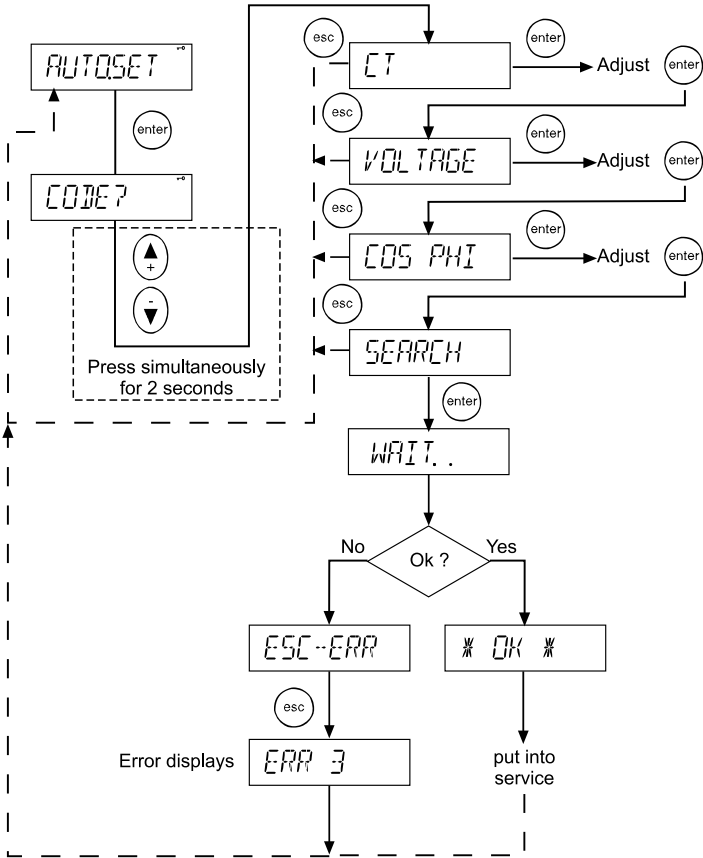 AUTO.SET
enter
CODE?
+
-
Press simultaneously
for 2 seconds
esc
CT
enter
Adjust
enter
esc
VOLTAGE
enter
Adjust
enter
esc
COS PHI
enter
Adjust
enter
esc
SEARCH
enter
WAIT..
Ok ?
No
Yes
ESC-ERR
* OK *
esc
Error displays
ERR 3
put into
service